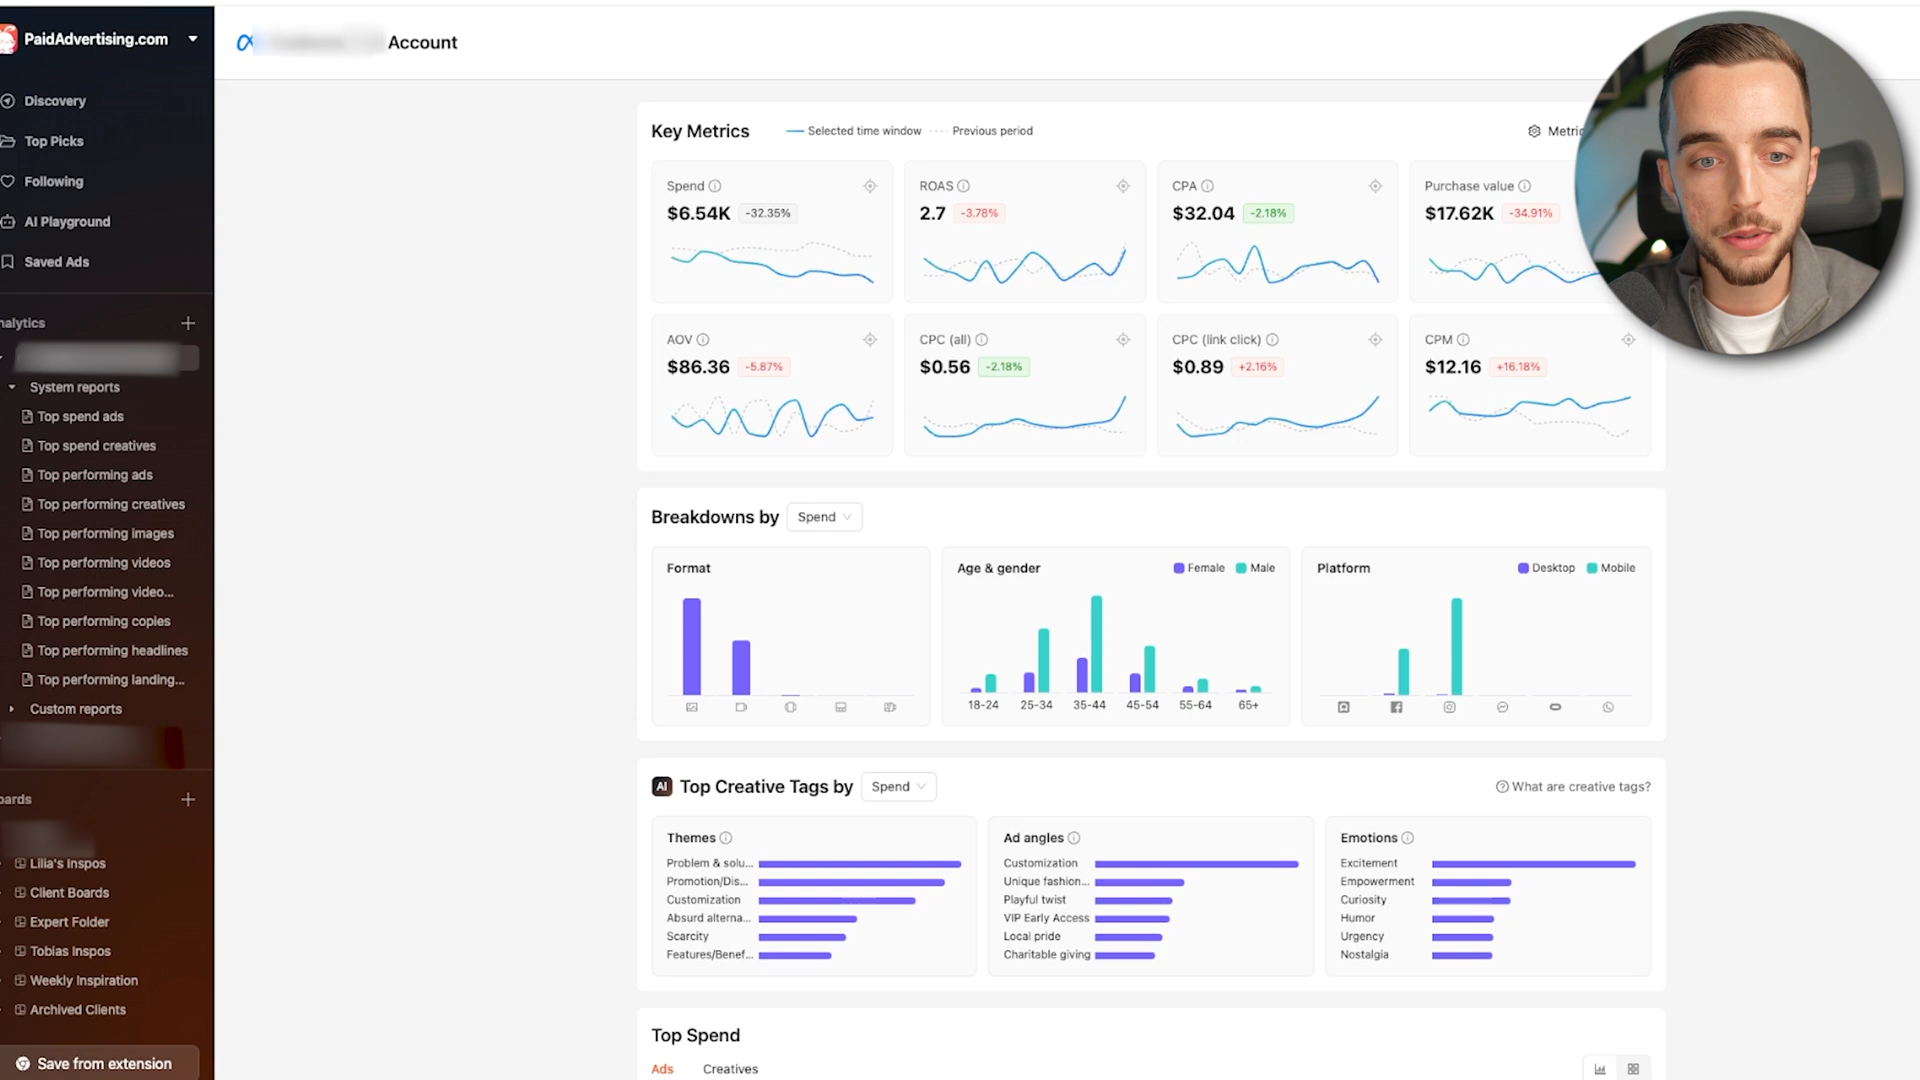 PaidAdvertising.com
Account
Discovery
Top Picks
Following
AI Playground
Saved Ads
nalytics
System reports
Top spend ads
Top spend creatives
Top performing ads
Top performing creatives
Top performing images
Top performing videos
Top performing video...
Top performing copies
Top performing headlines
Top performing landing...
Custom reports
oards
Lilia's Inspos
Client Boards
Expert Folder
Tobias Inspos
Weekly Inspiration
Archived Clients
Save from extension
Key Metrics
Selected time window
Previous period
Metric
Spend
$6.54K -32.35%
ROAS
2.7 -3.78%
CPA
$32.04 -2.18%
Purchase value
$17.62K -34.91%
AOV
$86.36 -5.87%
CPC (all)
$0.56 -2.18%
CPC (link click)
$0.89 +2.16%
CPM
$12.16 +16.18%
Breakdowns by Spend
Format
Age & gender
Female Male
18-24 25-34 35-44 45-54 55-64 65+
Platform
Desktop Mobile
AI Top Creative Tags by Spend
What are creative tags?
Themes
Problem & solu...
Promotion/Dis...
Customization
Absurd alterna...
Scarcity
Features/Benef...
Ad angles
Customization
Unique fashion...
Playful twist
VIP Early Access
Local pride
Charitable giving
Emotions
Excitement
Empowerment
Curiosity
Humor
Urgency
Nostalgia
Top Spend
Ads Creatives